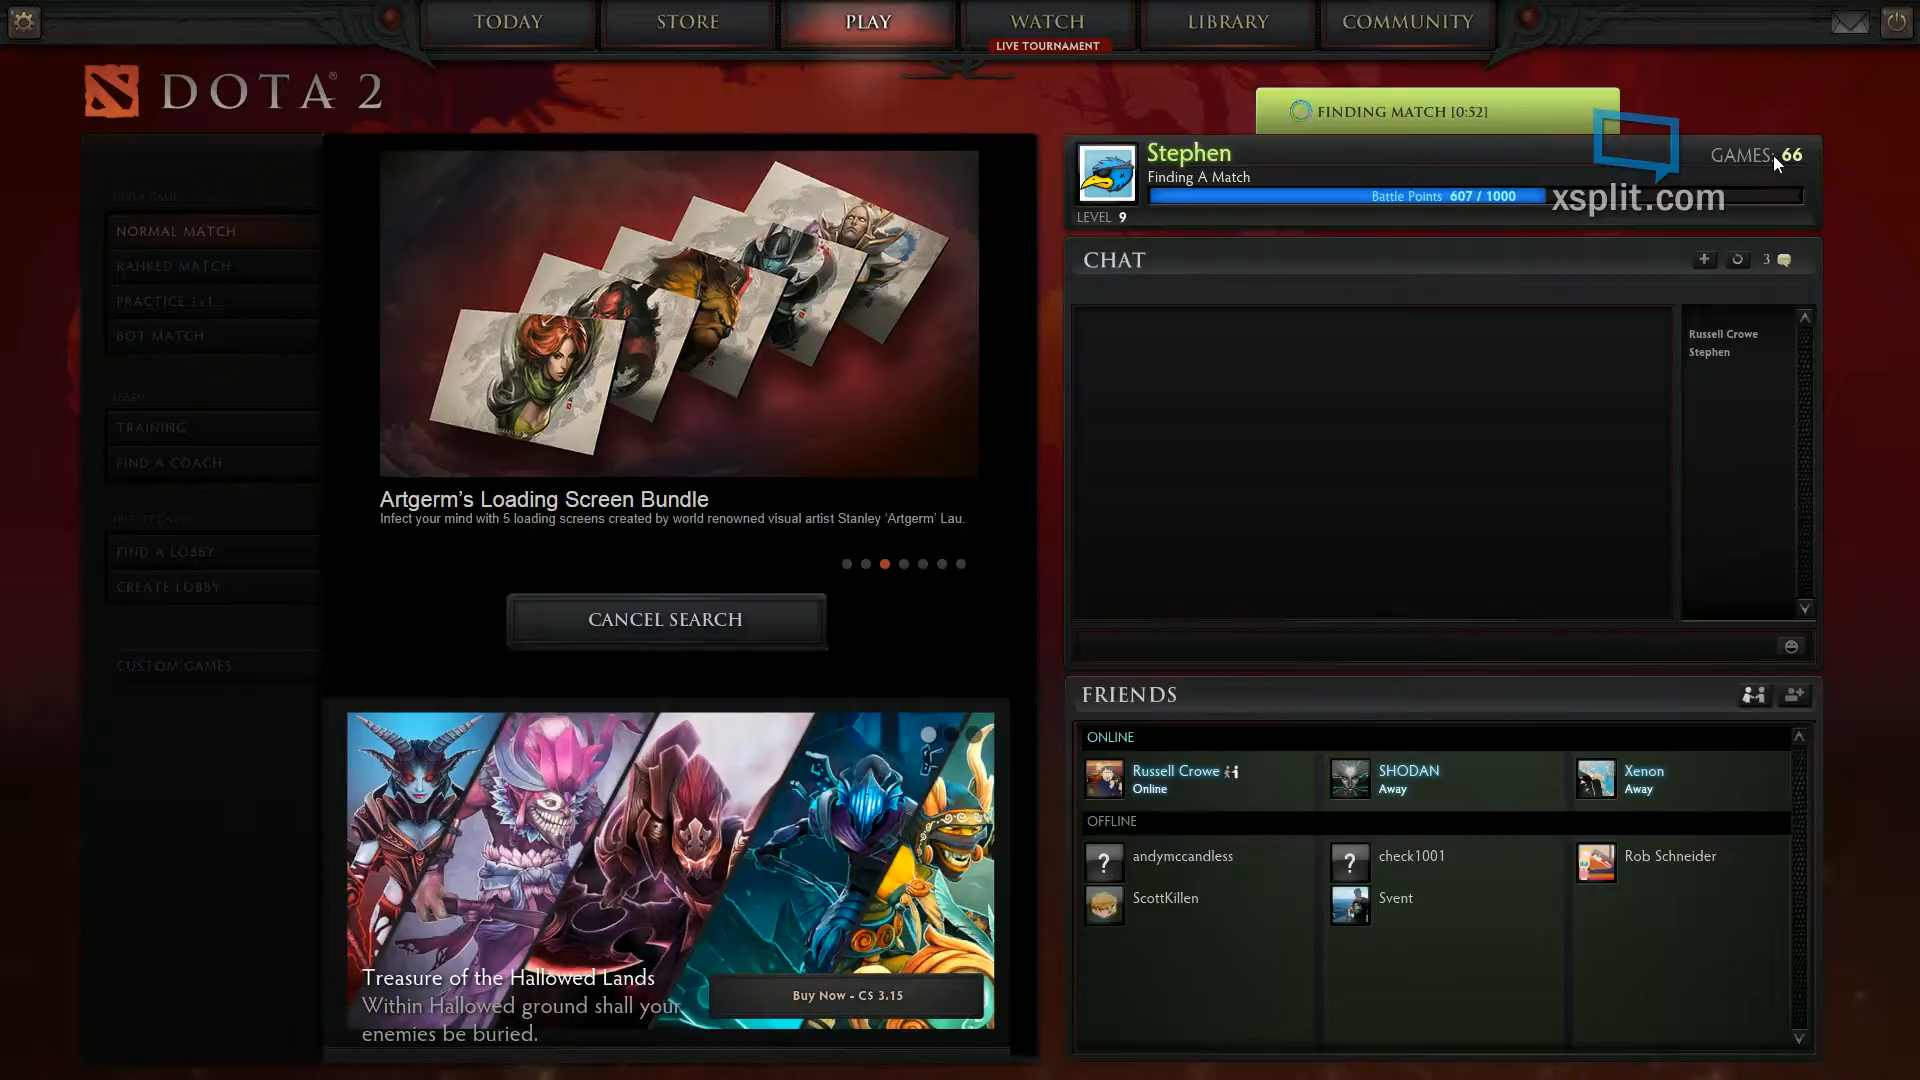 TODAY
STORE
PLAY
WATCH
LIBRARY
COMMUNITY
LIVE TOURNAMENT
DOTA® 2
FINDING MATCH [0:52]
Stephen
Finding A Match
GAMES: 66
Battle Points 607 / 1000
LEVEL 9
xsplit.com
NORMAL MATCH
RANKED MATCH
PRACTICE 1v1
BOT MATCH
LEARN
TRAINING
FIND A COACH
FIND A LOBBY
CREATE LOBBY
CUSTOM GAMES
Artgerm's Loading Screen Bundle
Infect your mind with 5 loading screens created by world renowned visual artist Stanley 'Artgerm' Lau.
CANCEL SEARCH
Treasure of the Hallowed Lands
Within Hallowed ground shall your
enemies be buried.
Buy Now - C$ 3.15
CHAT
3
Russell Crowe
Stephen
FRIENDS
ONLINE
Russell Crowe
Online
SHODAN
Away
Xenon
Away
OFFLINE
andymccandless
check1001
Rob Schneider
ScottKillen
Svent